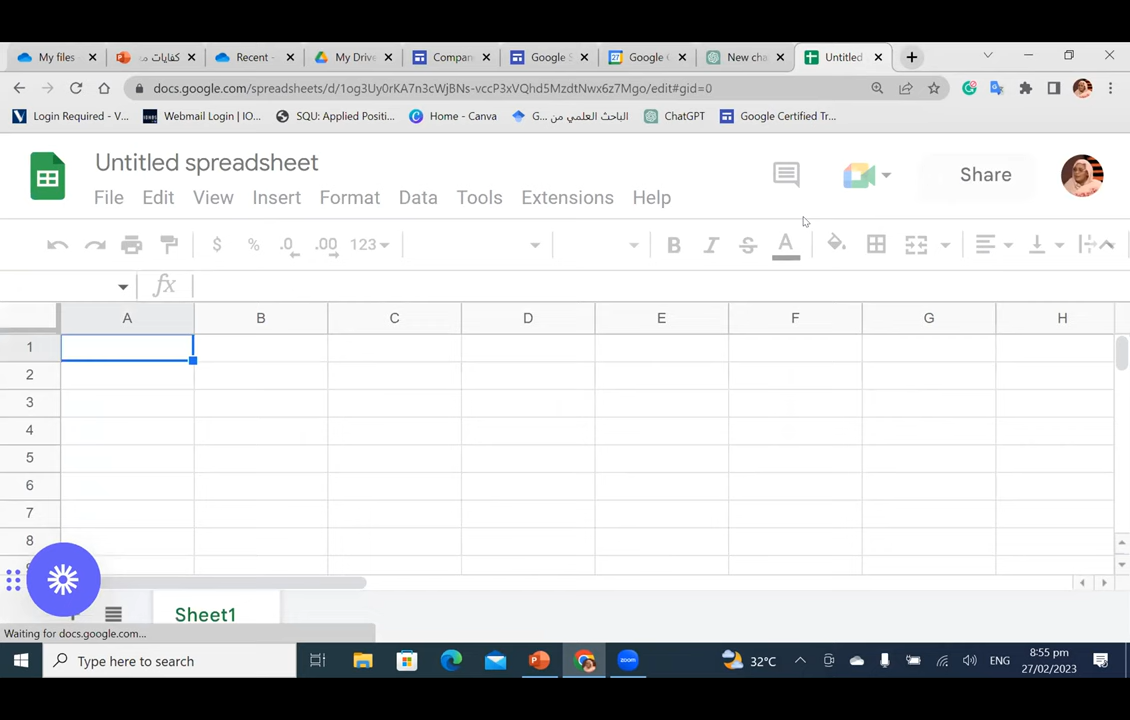 My files
كفايات مـ
Recent -
My Drive
Compan
Google S
27
Google C
New cha
Untitled
docs.google.com/spreadsheets/d/1og3Uy0rKA7n3cWjBNs-vccP3xVQhd5MzdtNwx6z7Mgo/edit#gid=0
Login Required - V...
Webmail Login | IO...
SQU: Applied Positi...
Home - Canva
الباحث العلمي من G...
ChatGPT
Google Certified Tr...
Untitled spreadsheet
Share
File Edit View Insert Format Data Tools Extensions Help
$ % .0 .00 123 B I S A
fx
A B C D E F G H
1
2
3
4
5
6
7
8
Sheet1
Waiting for docs.google.com...
Type here to search
zoom
32°C
ENG
8:55 pm
27/02/2023